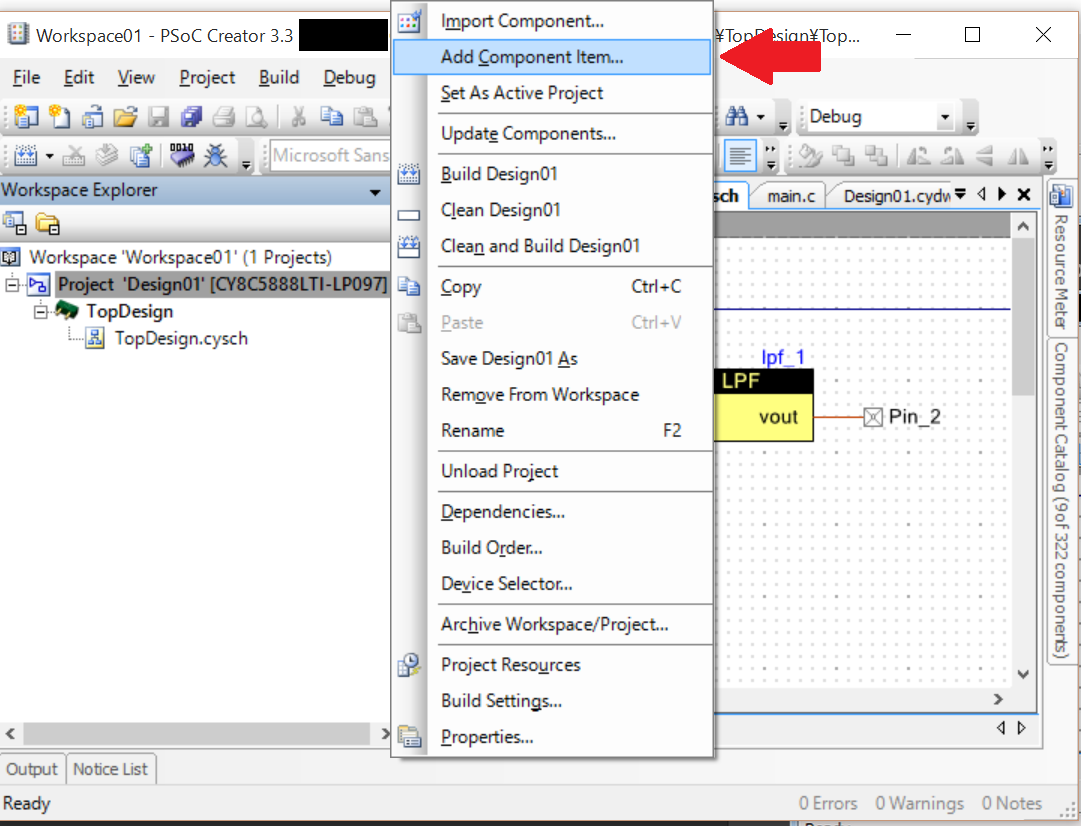 Workspace01 - PSoC Creator 3.3
¥TopDesign¥Top...
File Edit View Project Build Debug
Debug
Microsoft Sans
Workspace Explorer
Workspace 'Workspace01' (1 Projects)
Project 'Design01' [CY8C5888LTI-LP097]
TopDesign
TopDesign.cysch
Import Component...
Add Component Item...
Set As Active Project
Update Components...
Build Design01
Clean Design01
Clean and Build Design01
Copy Ctrl+C
Paste Ctrl+V
Save Design01 As
Remove From Workspace
Rename F2
Unload Project
Dependencies...
Build Order...
Device Selector...
Archive Workspace/Project...
Project Resources
Build Settings...
Properties...
sch main.c Design01.cydw
lpf_1
LPF
vout
Pin_2
Resource Meter
Component Catalog (9 of 322 components)
Output Notice List
Ready
0 Errors 0 Warnings 0 Notes